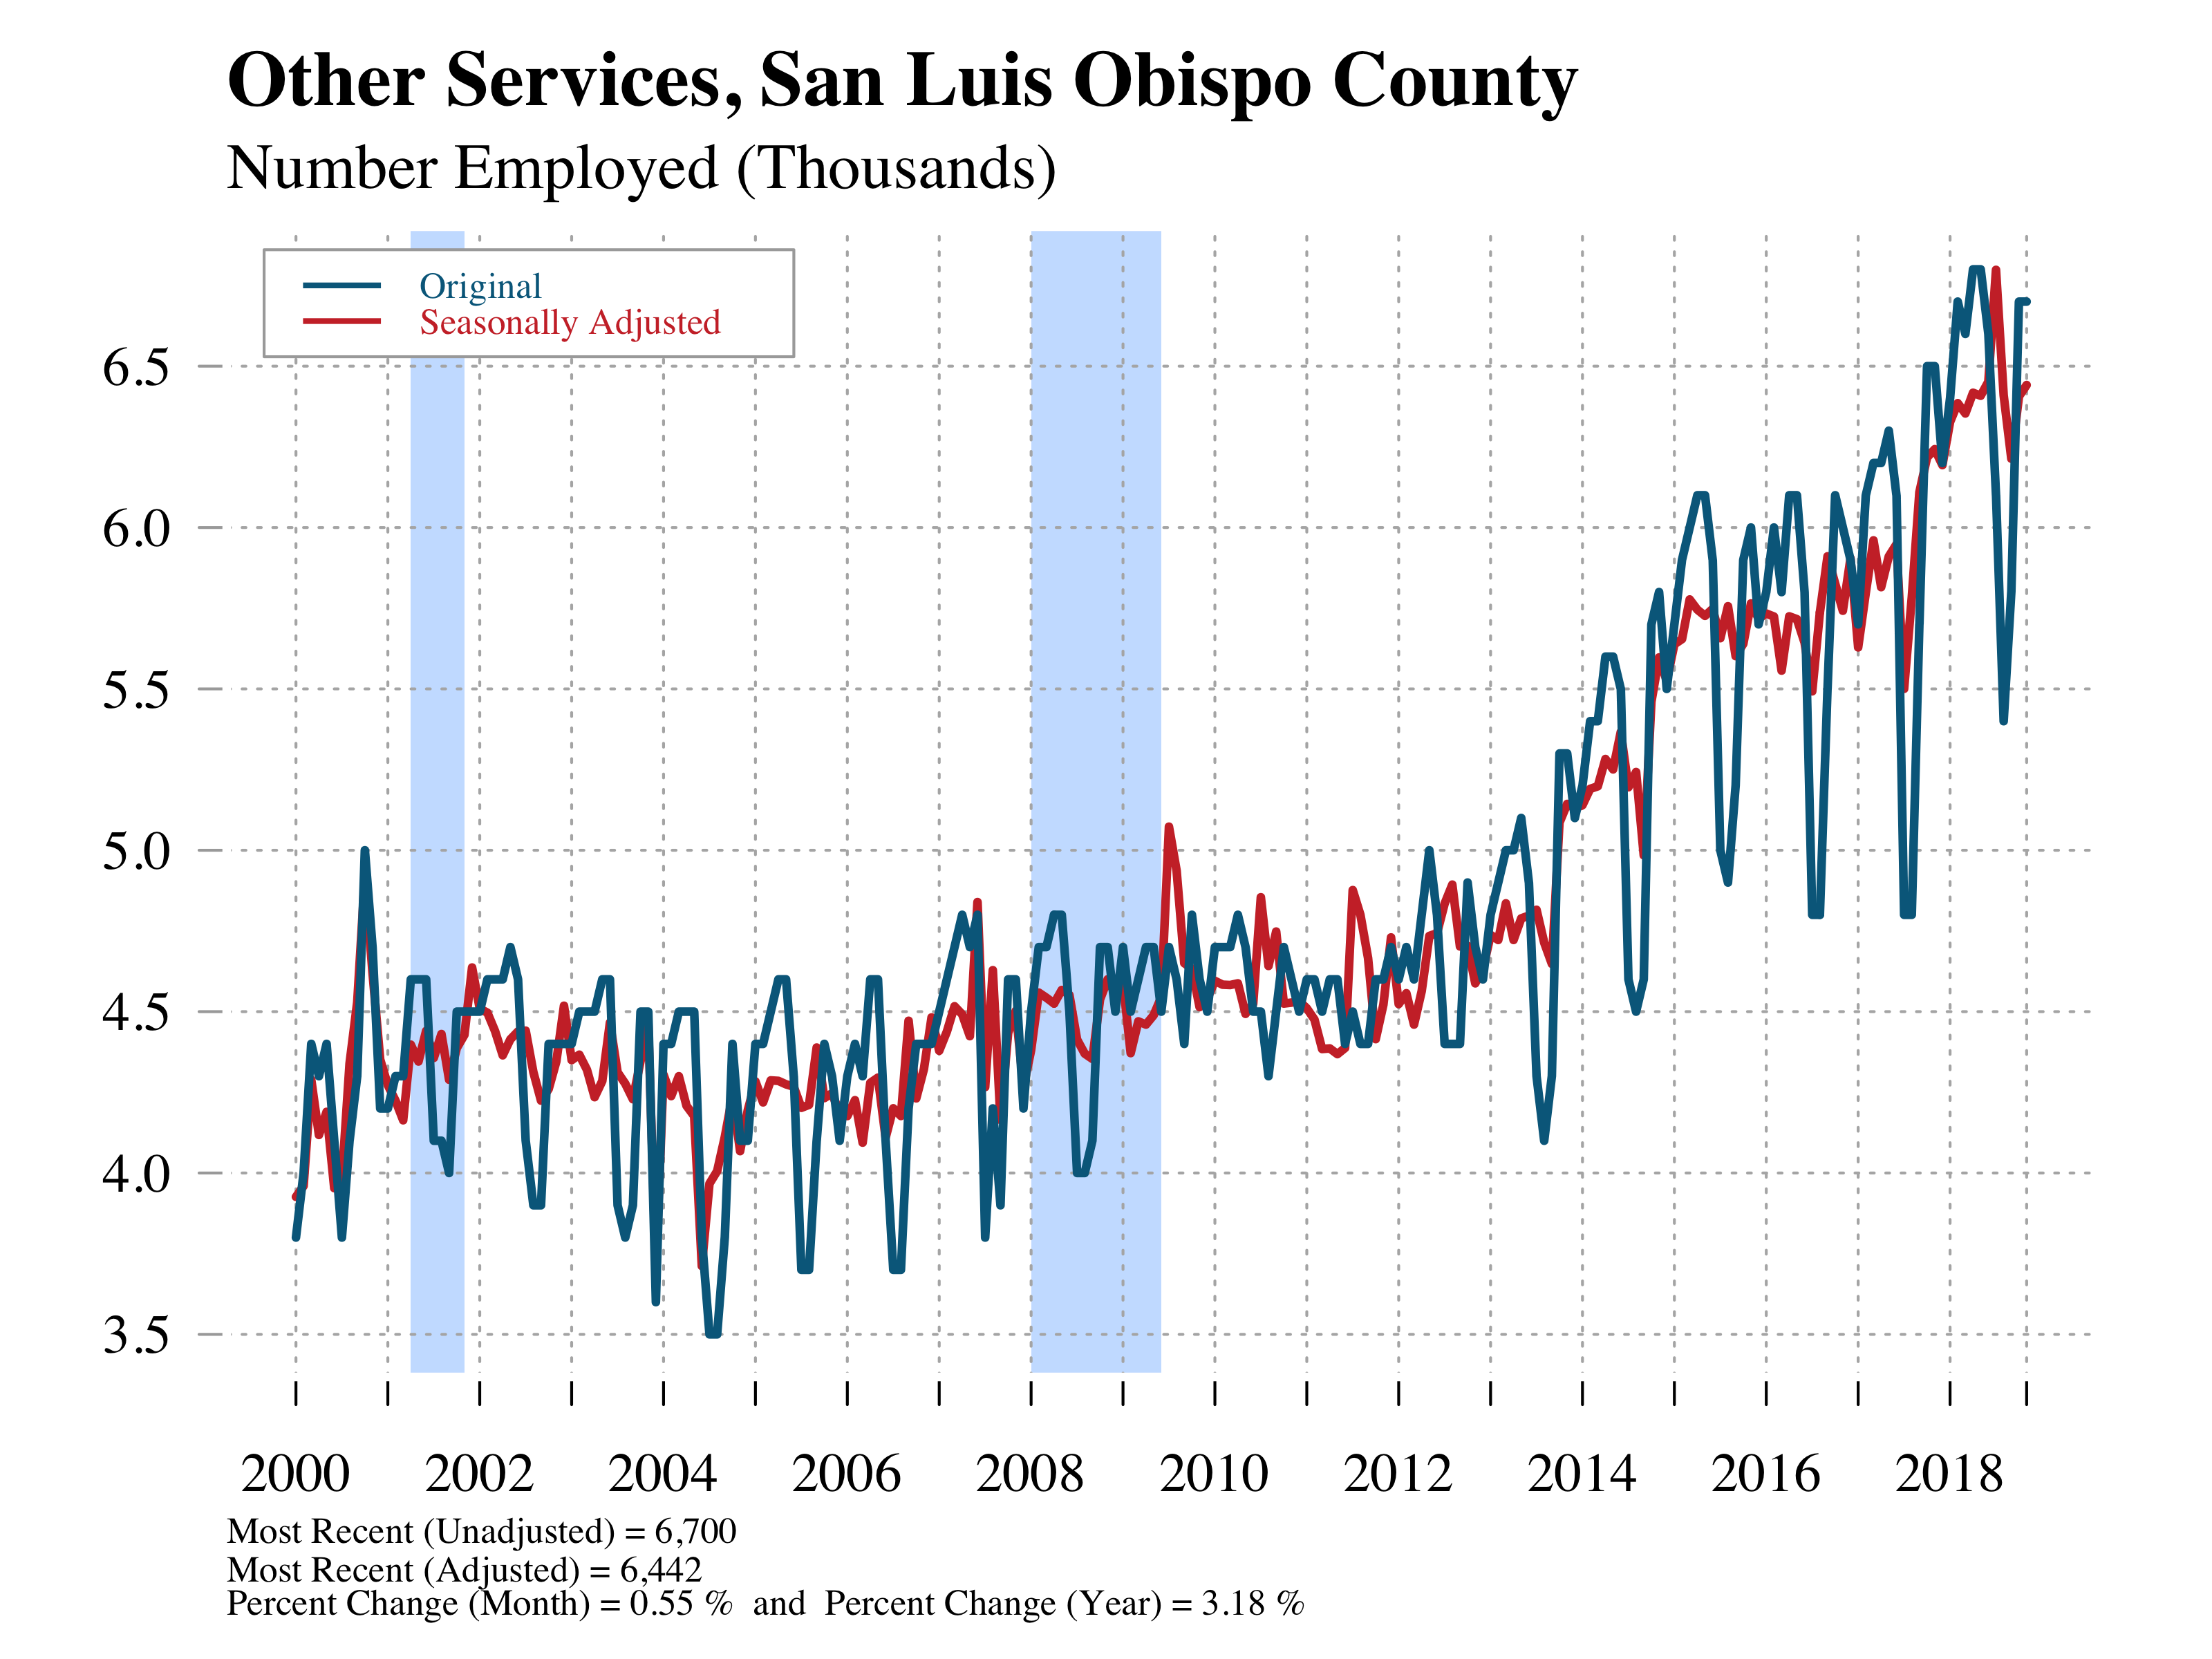 Other Services, San Luis Obispo County
Number Employed (Thousands)
Original
Seasonally Adjusted
6.5
6.0
5.5
5.0
4.5
4.0
3.5
2000 2002 2004 2006 2008 2010 2012 2014 2016 2018
Most Recent (Unadjusted) = 6,700
Most Recent (Adjusted) = 6,442
Percent Change (Month) = 0.55 % and Percent Change (Year) = 3.18 %